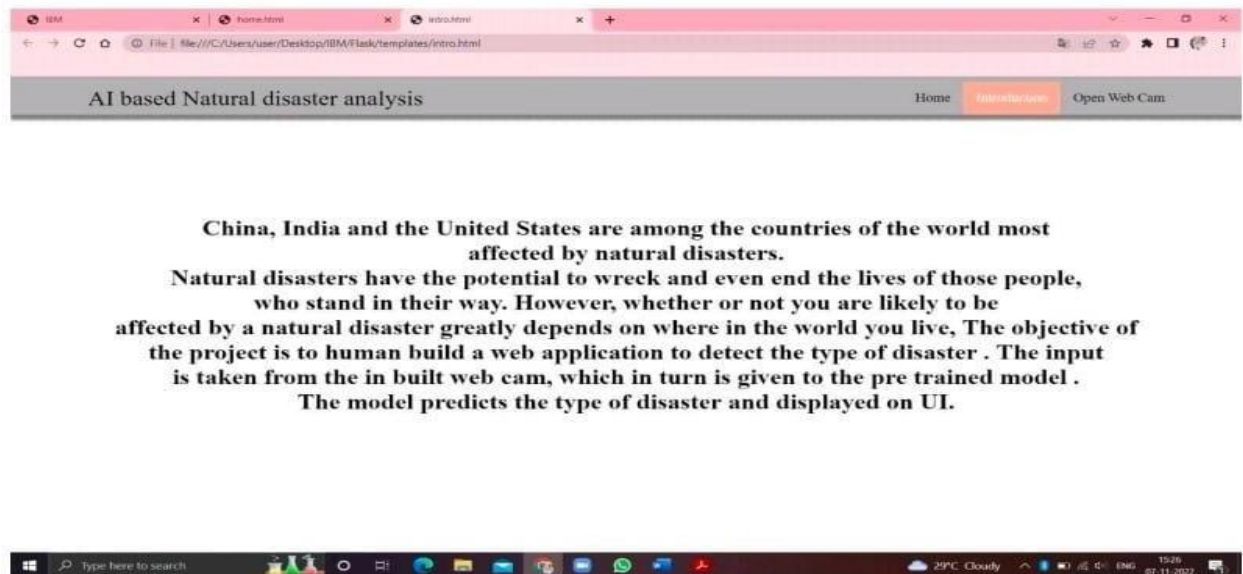 IBM
home.html
intro.html
File | file:///C:/Users/user/Desktop/IBM/Flask/templates/intro.html
AI based Natural disaster analysis
Home
Open Web Cam
China, India and the United States are among the countries of the world most
affected by natural disasters.
Natural disasters have the potential to wreck and even end the lives of those people,
who stand in their way. However, whether or not you are likely to be
affected by a natural disaster greatly depends on where in the world you live, The objective of
the project is to human build a web application to detect the type of disaster . The input
is taken from the in built web cam, which in turn is given to the pre trained model .
The model predicts the type of disaster and displayed on UI.
Type here to search
29°C Cloudy
ENG
15:26
07-11-2022